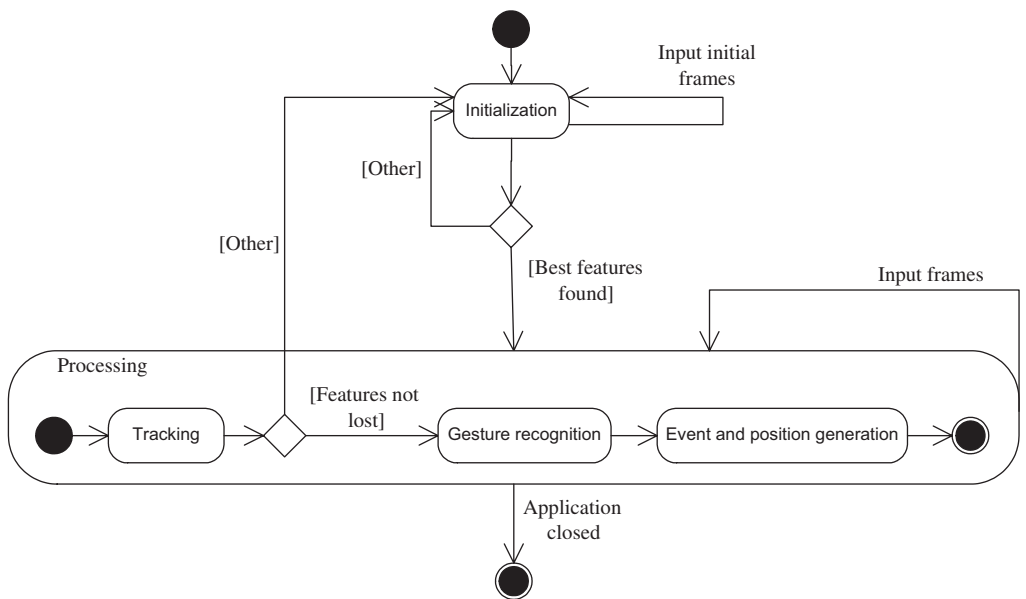 Input initial
frames
Initialization
[Other]
[Other]
[Best features
found]
Input frames
Processing
[Features not
lost]
Tracking
Gesture recognition
Event and position generation
Application
closed